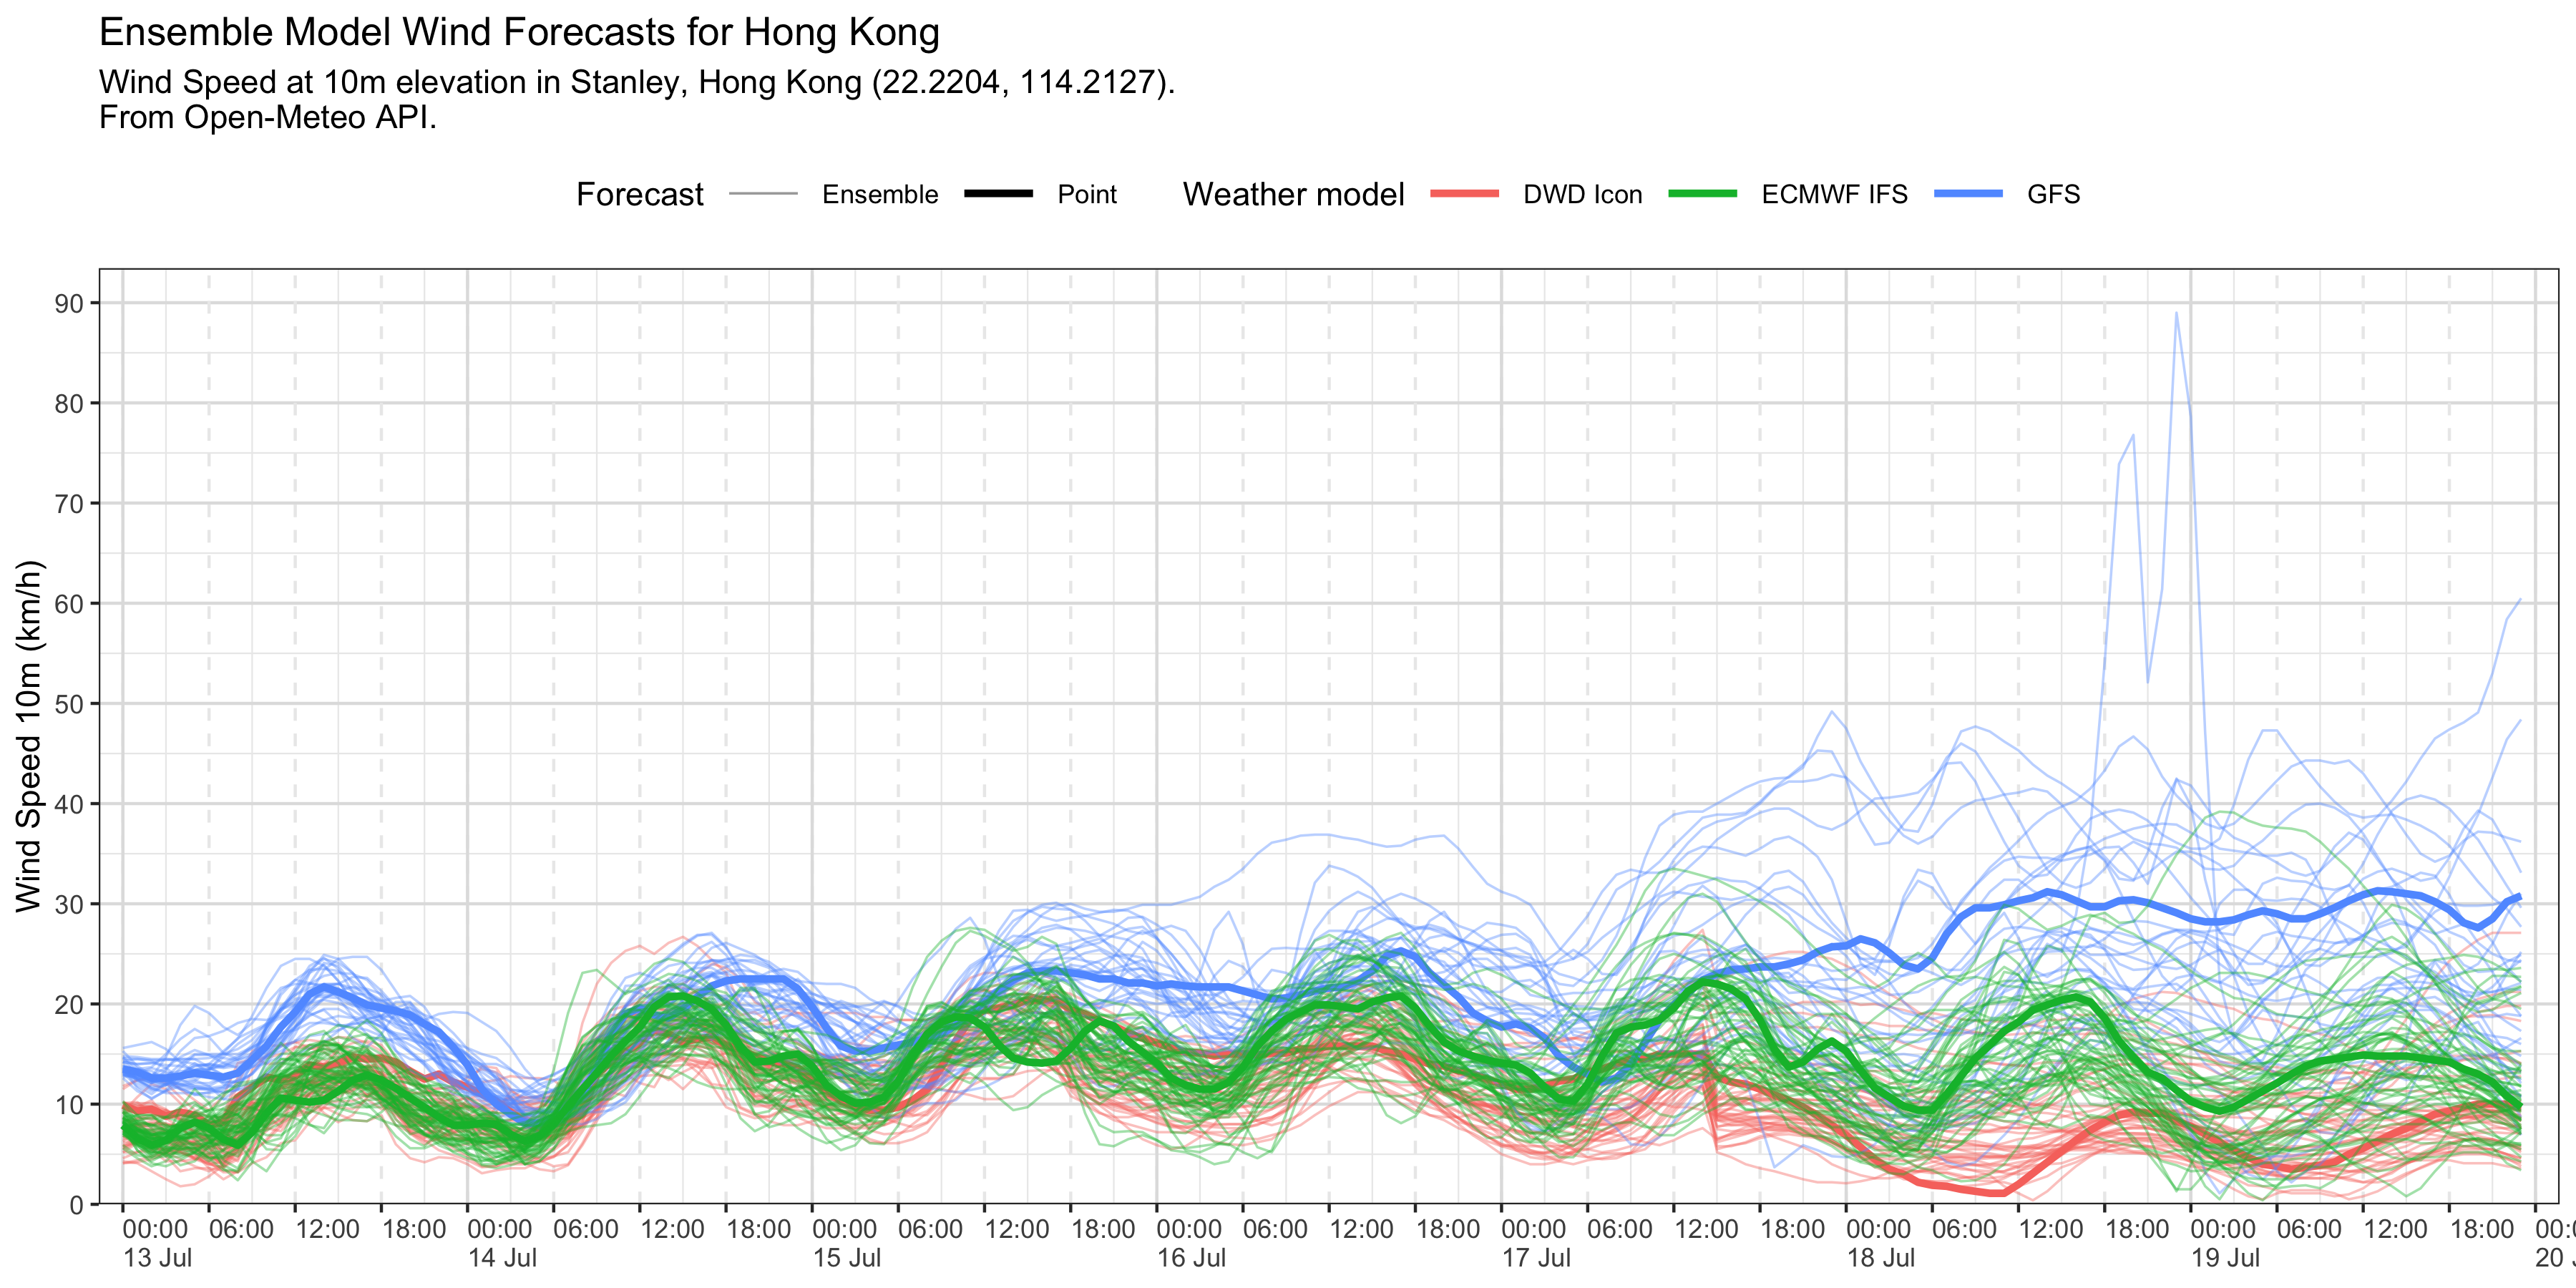 Ensemble Model Wind Forecasts for Hong Kong
Wind Speed at 10m elevation in Stanley, Hong Kong (22.2204, 114.2127).
From Open-Meteo API.
Forecast Ensemble Point Weather model DWD Icon ECMWF IFS GFS
Wind Speed 10m (km/h)
90
80
70
60
50
40
30
20
10
0
00:00 06:00 12:00 18:00 00:00 06:00 12:00 18:00 00:00 06:00 12:00 18:00 00:00 06:00 12:00 18:00 00:00 06:00 12:00 18:00 00:00 06:00 12:00 18:00 00:00 06:00 12:00 18:00
13 Jul 14 Jul 15 Jul 16 Jul 17 Jul 18 Jul 19 Jul 20